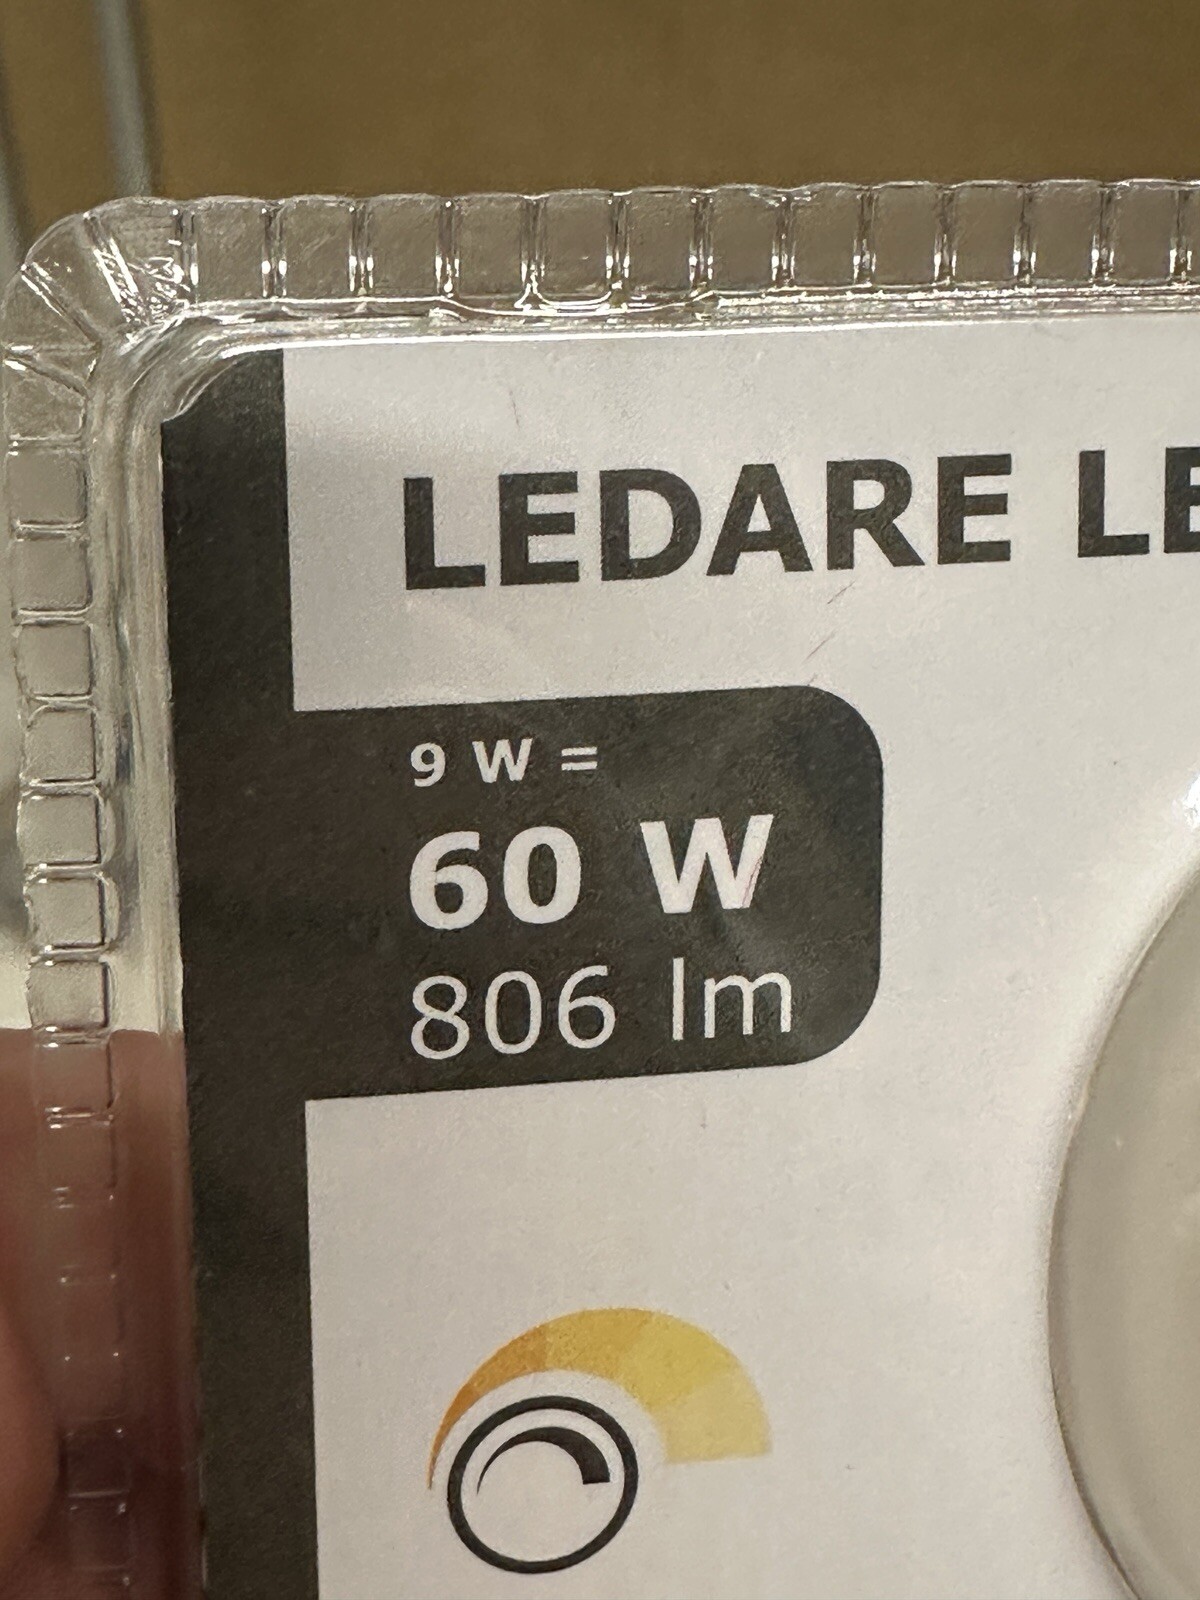 LEDARE LE
9 W =
60 W
806 lm